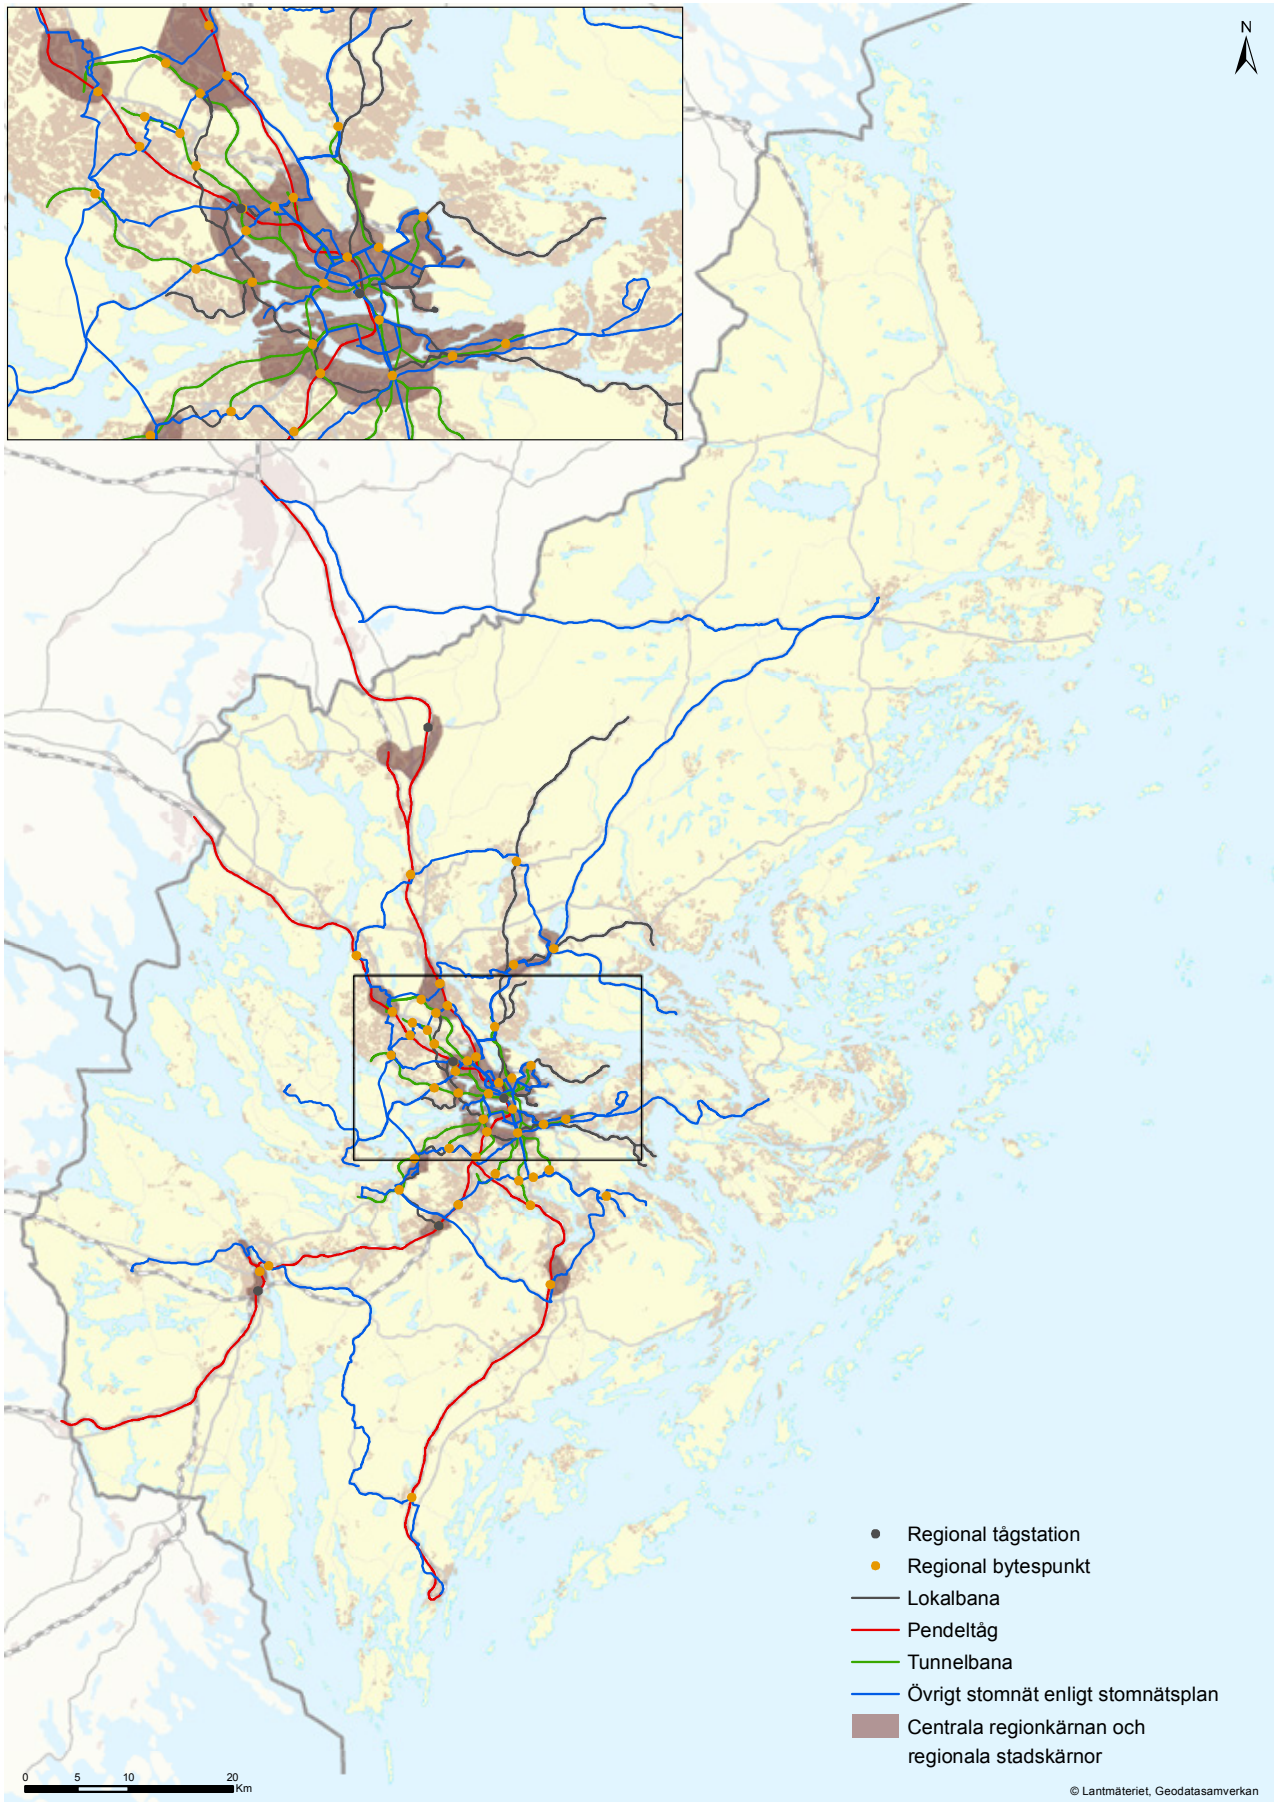 N
Regional tågstation
Regional bytespunkt
Lokalbana
Pendeltåg
Tunnelbana
Övrigt stomnät enligt stomnätsplan
Centrala regionkärnan och
regionala stadskärnor
0 5 10 20
Km
© Lantmäteriet, Geodatasamverkan